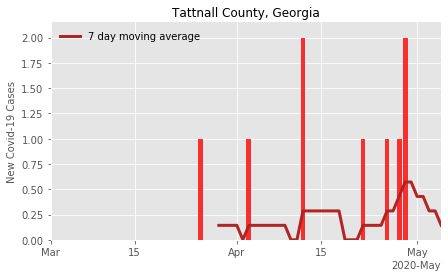 Tattnall County, Georgia
7 day moving average
New Covid-19 Cases
2.00
1.75
1.50
1.25
1.00
0.75
0.50
0.25
0.00
Mar
15
Apr
15
May
2020-May